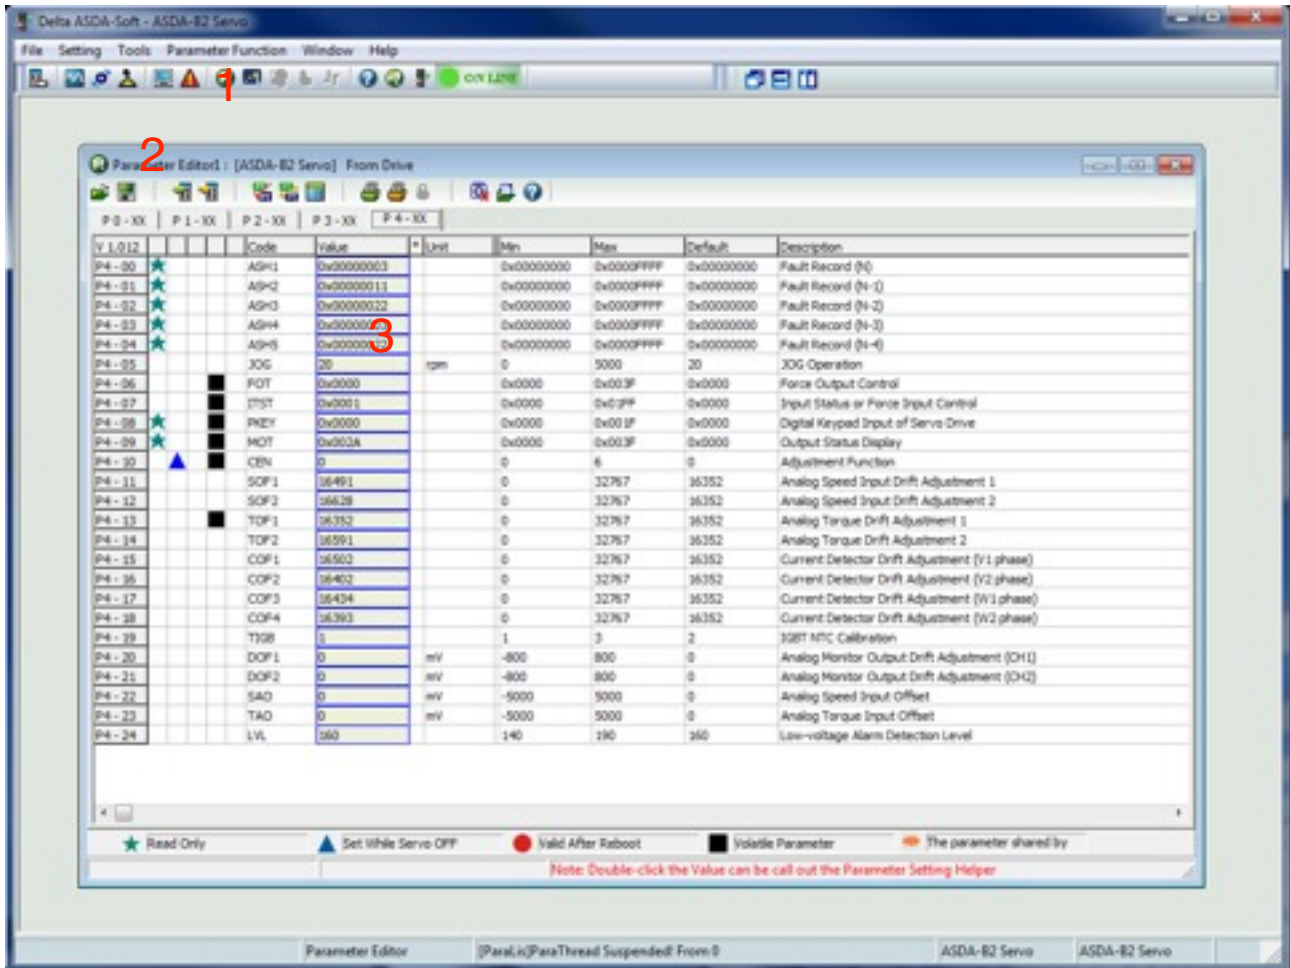 Delta ASDA-Soft - ASDA-B2 Servo
File Setting Tools Parameter Function Window Help
1
ON LINE
2
Parameter Editor1 : [ASDA-B2 Servo] From Drive
P 0 - XX P 1 - XX P 2 - XX P 3 - XX P 4 - XX
V 1.012 Code Value * Unit Min Max Default Description
P4 - 00 ASH1 0x00000003 0x00000000 0x0000FFFF 0x00000000 Fault Record (N)
P4 - 01 ASH2 0x00000011 0x00000000 0x0000FFFF 0x00000000 Fault Record (N-1)
P4 - 02 ASH3 0x00000022 0x00000000 0x0000FFFF 0x00000000 Fault Record (N-2)
P4 - 03 ASH4 0x00000000 0x0000FFFF 0x00000000 Fault Record (N-3)
3
P4 - 04 ASH5 0x00000000 0x0000FFFF 0x00000000 Fault Record (N-4)
P4 - 05 JOG 20 rpm 0 5000 20 JOG Operation
P4 - 06 FOT 0x0000 0x0000 0x003F 0x0000 Force Output Control
P4 - 07 ITST 0x0001 0x0000 0x01FF 0x0000 Input Status or Force Input Control
P4 - 08 PKEY 0x0000 0x0000 0x001F 0x0000 Digital Keypad Input of Servo Drive
P4 - 09 MOT 0x002A 0x0000 0x003F 0x0000 Output Status Display
P4 - 10 CEN 0 0 6 0 Adjustment Function
P4 - 11 SOF1 16491 0 32767 16352 Analog Speed Input Drift Adjustment 1
P4 - 12 SOF2 16628 0 32767 16352 Analog Speed Input Drift Adjustment 2
P4 - 13 TOF1 16352 0 32767 16352 Analog Torque Drift Adjustment 1
P4 - 14 TOF2 16591 0 32767 16352 Analog Torque Drift Adjustment 2
P4 - 15 COF1 16502 0 32767 16352 Current Detector Drift Adjustment (V1 phase)
P4 - 16 COF2 16402 0 32767 16352 Current Detector Drift Adjustment (V2 phase)
P4 - 17 COF3 16434 0 32767 16352 Current Detector Drift Adjustment (W1 phase)
P4 - 18 COF4 16393 0 32767 16352 Current Detector Drift Adjustment (W2 phase)
P4 - 19 TIGB 1 1 3 2 IGBT NTC Calibration
P4 - 20 DOF1 0 mV -800 800 0 Analog Monitor Output Drift Adjustment (CH1)
P4 - 21 DOF2 0 mV -800 800 0 Analog Monitor Output Drift Adjustment (CH2)
P4 - 22 SAO 0 mV -5000 5000 0 Analog Speed Input Offset
P4 - 23 TAO 0 mV -5000 5000 0 Analog Torque Input Offset
P4 - 24 LVL 160 140 190 160 Low-voltage Alarm Detection Level
Read Only Set While Servo OFF Valid After Reboot Volatile Parameter The parameter shared by
Note: Double-click the Value can be call out the Parameter Setting Helper
Parameter Editor [ParaLis]ParaThread Suspended! From 0 ASDA-B2 Servo ASDA-B2 Servo